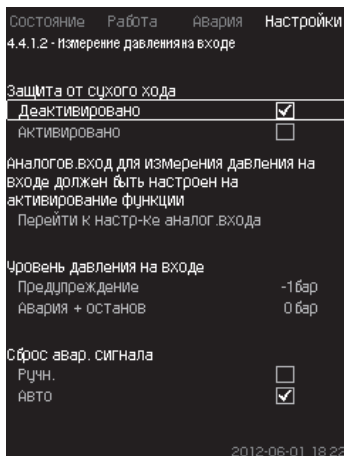 Состояние Работа Авария Настройки
4.4.1.2 - Измерение давления на входе
Защита от сухого хода
Деактивировано
Активировано
Аналогов.вход для измерения давления на
входе должен быть настроен на
активирование функции
Перейти к настр-ке аналог.входа
Уровень давления на входе
Предупреждение -1 бар
Авария + останов 0 бар
Сброс авар. сигнала
Ручн.
Авто
2012-06-01 18:22